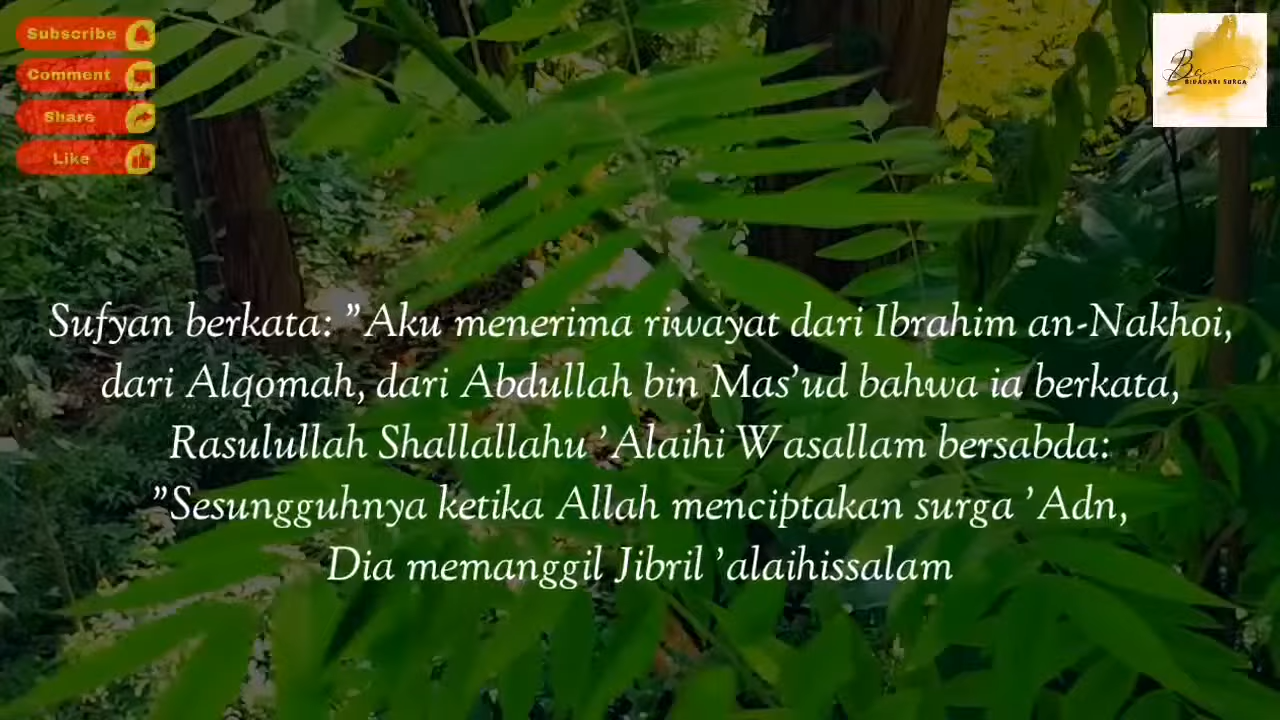 Subscribe
Comment
Share
Like
BIDADARI SURGA
Sufyan berkata: ”Aku menerima riwayat dari Ibrahim an-Nakhoi,
dari Alqomah, dari Abdullah bin Mas’ud bahwa ia berkata,
Rasulullah Shallallahu ’Alaihi Wasallam bersabda:
”Sesungguhnya ketika Allah menciptakan surga ’Adn,
Dia memanggil Jibril ’alaihissalam